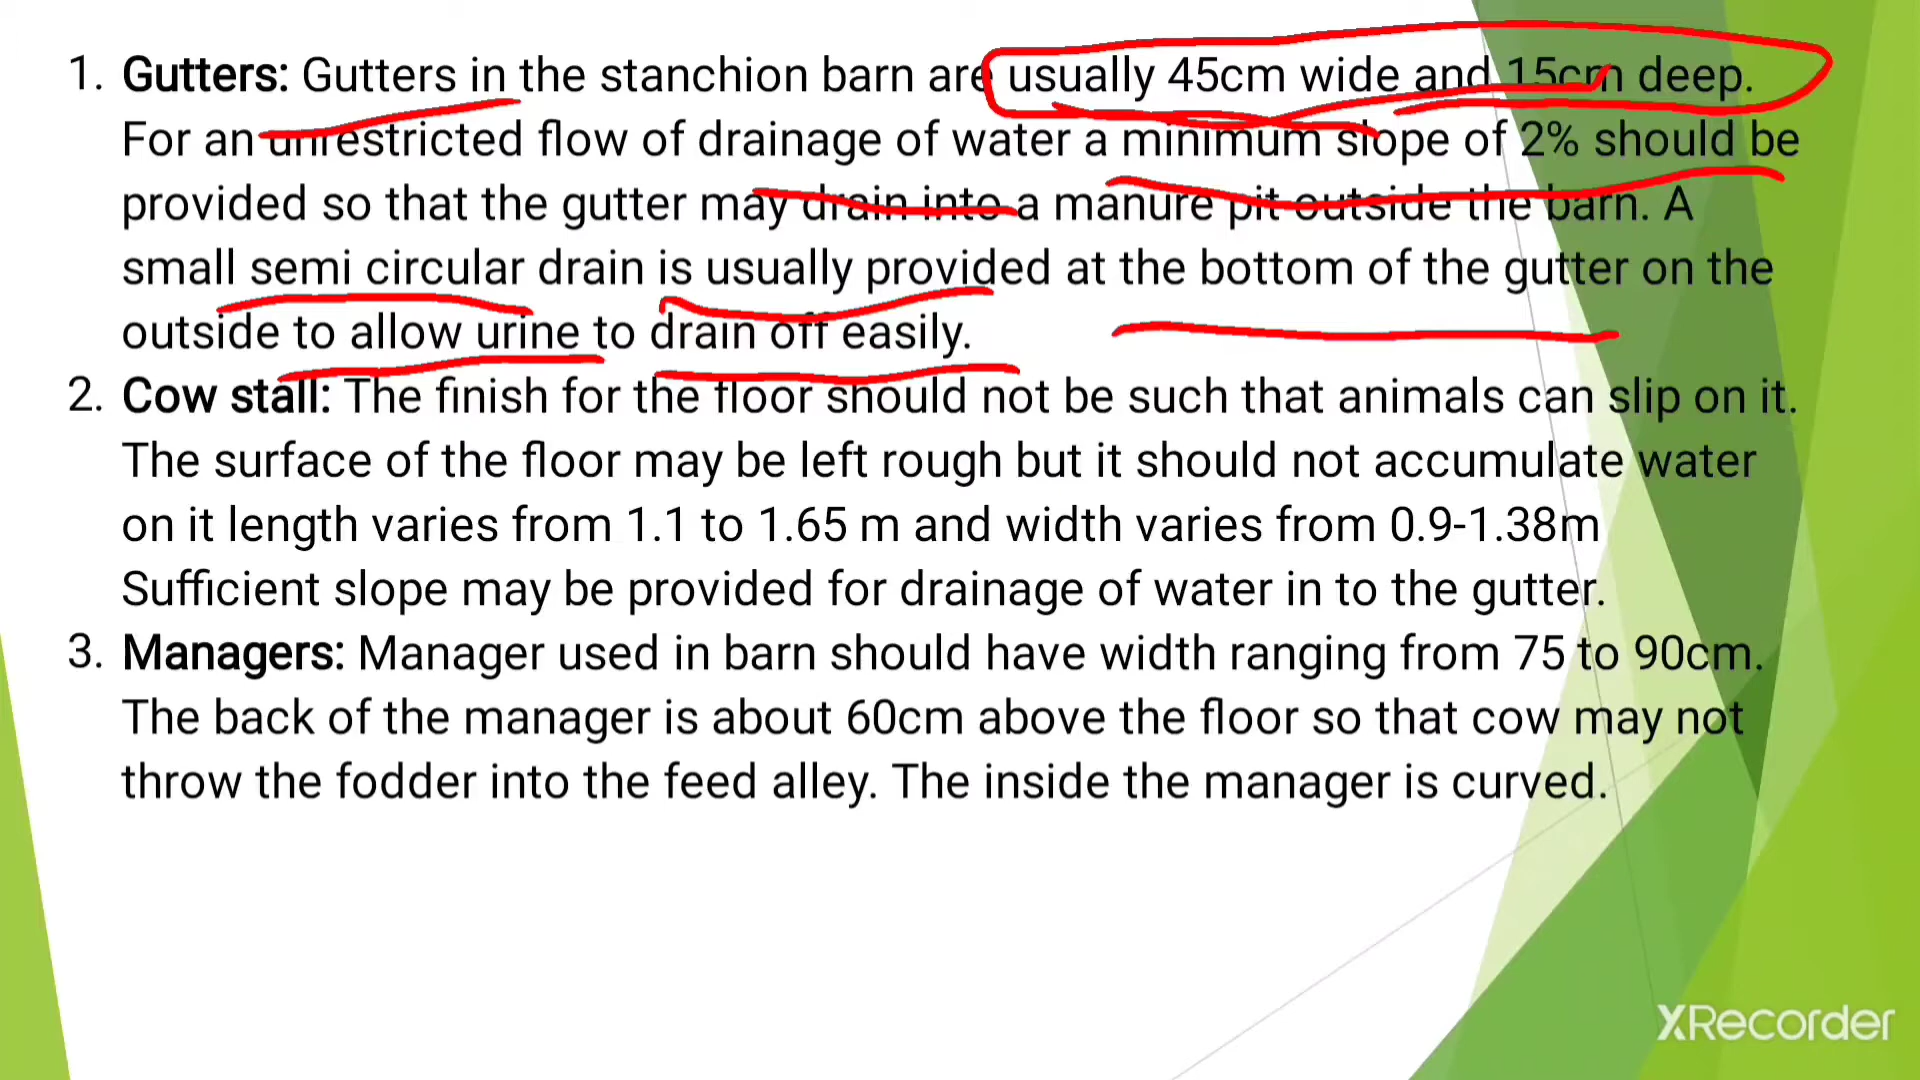 1. Gutters: Gutters in the stanchion barn are usually 45cm wide and 15cm deep.
For an unrestricted flow of drainage of water a minimum slope of 2% should be
provided so that the gutter may drain into a manure pit outside the barn. A
small semi circular drain is usually provided at the bottom of the gutter on the
outside to allow urine to drain off easily.
2. Cow stall: The finish for the floor should not be such that animals can slip on it.
The surface of the floor may be left rough but it should not accumulate water
on it length varies from 1.1 to 1.65 m and width varies from 0.9-1.38m
Sufficient slope may be provided for drainage of water in to the gutter.
3. Managers: Manager used in barn should have width ranging from 75 to 90cm.
The back of the manager is about 60cm above the floor so that cow may not
throw the fodder into the feed alley. The inside the manager is curved.
XRecorder